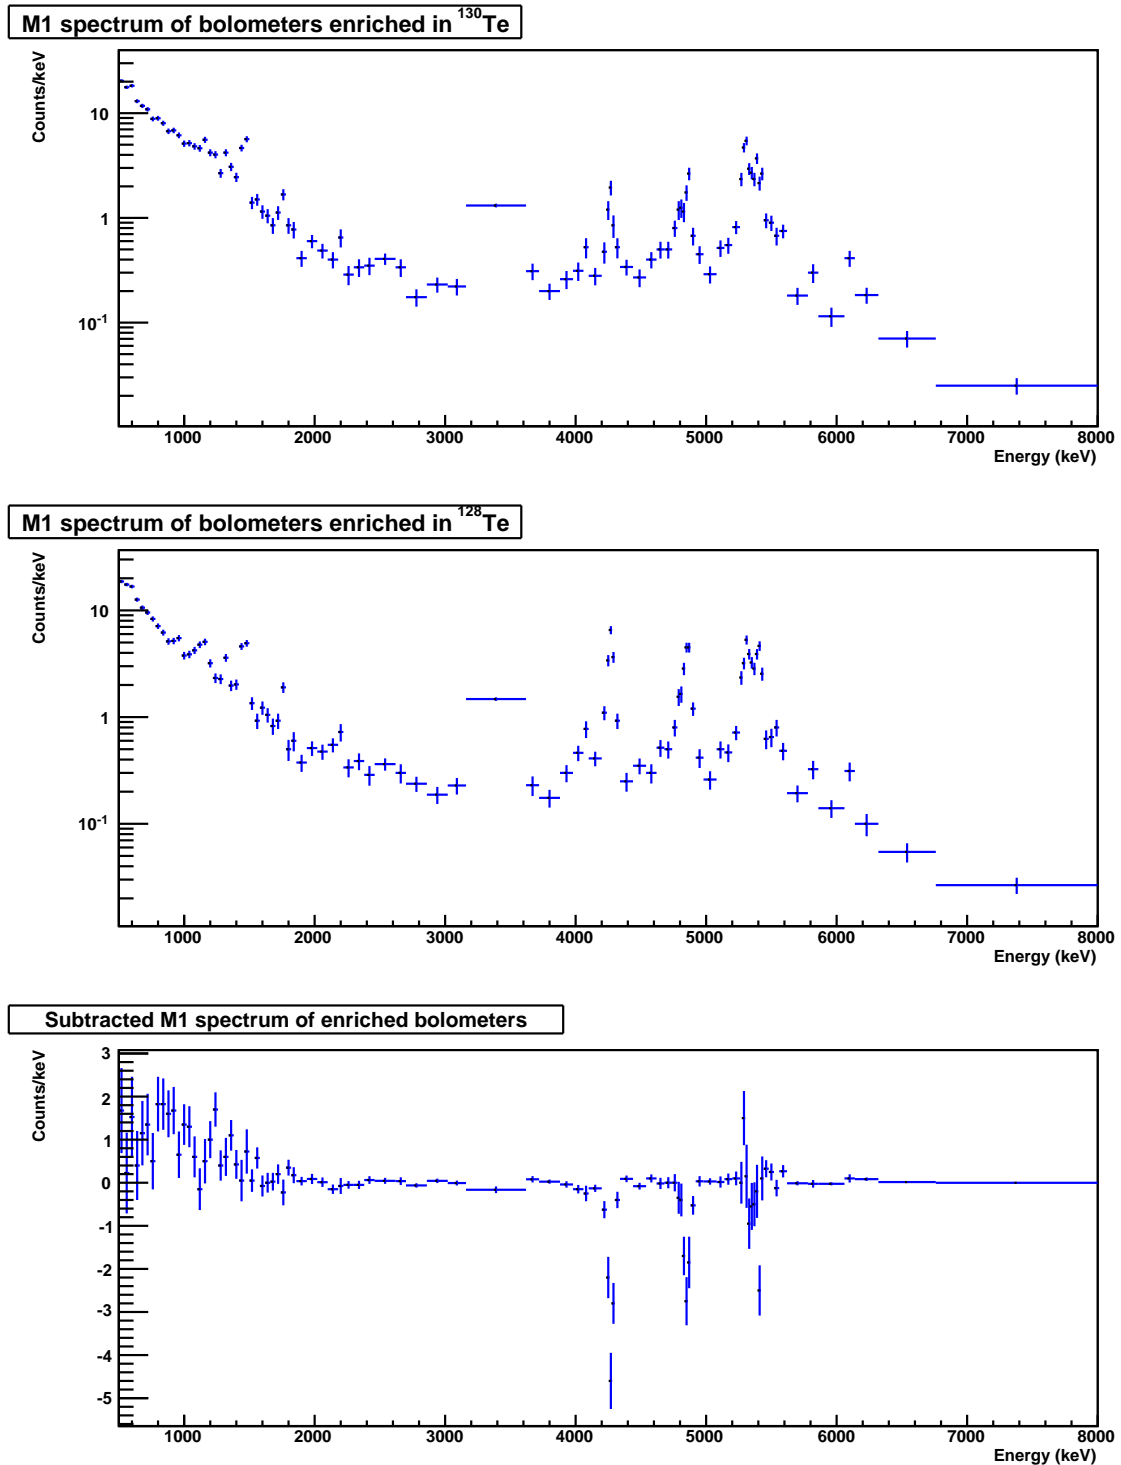 M1 spectrum of bolometers enriched in ¹³⁰Te
Counts/keV
10
1
10⁻¹
1000 2000 3000 4000 5000 6000 7000 8000
Energy (keV)
M1 spectrum of bolometers enriched in ¹²⁸Te
Counts/keV
10
1
10⁻¹
1000 2000 3000 4000 5000 6000 7000 8000
Energy (keV)
Subtracted M1 spectrum of enriched bolometers
Counts/keV
3
2
1
0
-1
-2
-3
-4
-5
1000 2000 3000 4000 5000 6000 7000 8000
Energy (keV)